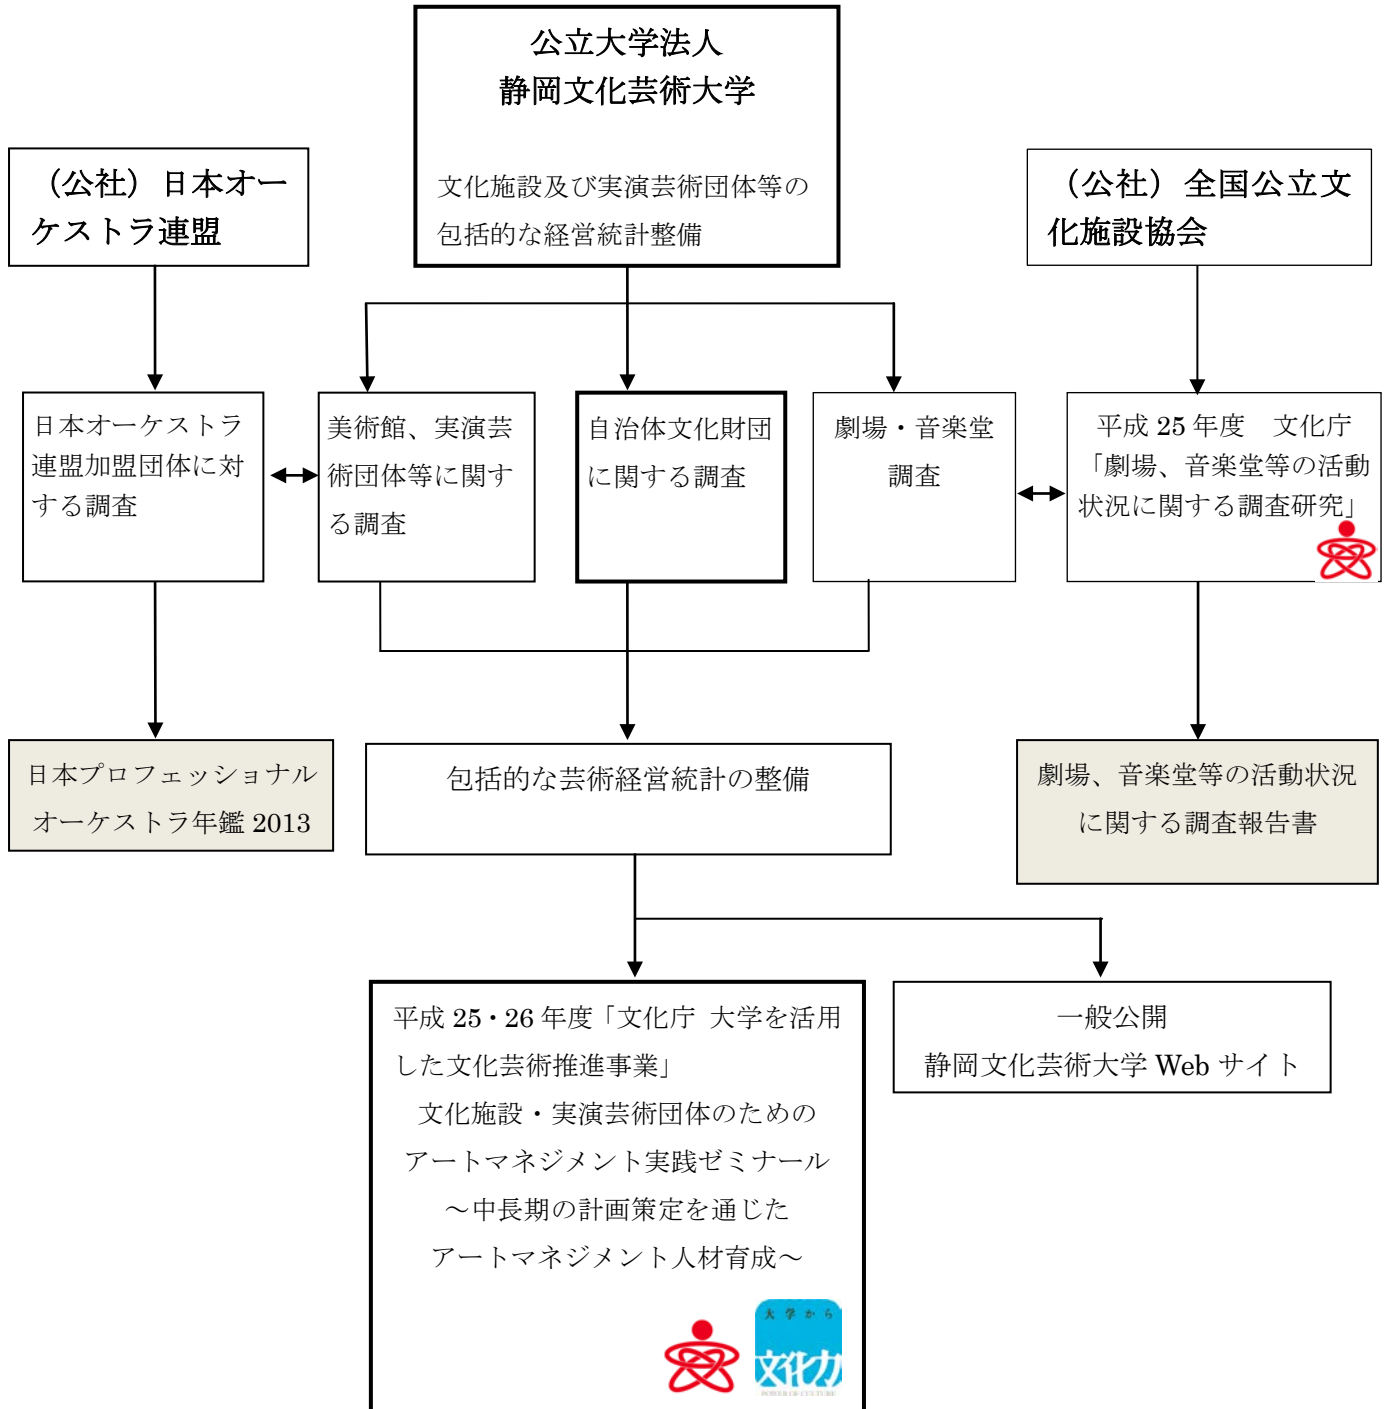 公立大学法人
静岡文化芸術大学
文化施設及び実演芸術団体等の
包括的な経営統計整備
（公社）日本オー
ケストラ連盟
（公社）全国公立文
化施設協会
日本オーケストラ
連盟加盟団体に対
する調査
美術館、実演芸
術団体等に関す
る調査
自治体文化財団
に関する調査
劇場・音楽堂
調査
平成 25 年度　文化庁
「劇場、音楽堂等の活動
状況に関する調査研究」
日本プロフェッショナル
オーケストラ年鑑 2013
包括的な芸術経営統計の整備
劇場、音楽堂等の活動状況
に関する調査報告書
平成 25・26 年度「文化庁 大学を活用
した文化芸術推進事業」
文化施設・実演芸術団体のための
アートマネジメント実践ゼミナール
～中長期の計画策定を通じた
アートマネジメント人材育成～
一般公開
静岡文化芸術大学 Web サイト
大学から
文化力
POWER OF CULTURE